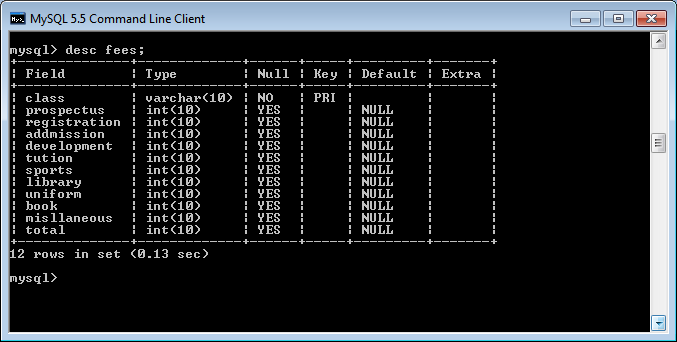 MySQL 5.5 Command Line Client
mysql> desc fees;
+--------------+-------------+------+-----+---------+-------+
¦ Field        ¦ Type        ¦ Null ¦ Key ¦ Default ¦ Extra ¦
+--------------+-------------+------+-----+---------+-------+
¦ class        ¦ varchar(10) ¦ NO   ¦ PRI ¦         ¦       ¦
¦ prospectus   ¦ int(10)     ¦ YES  ¦     ¦ NULL    ¦       ¦
¦ registration ¦ int(10)     ¦ YES  ¦     ¦ NULL    ¦       ¦
¦ addmission   ¦ int(10)     ¦ YES  ¦     ¦ NULL    ¦       ¦
¦ development  ¦ int(10)     ¦ YES  ¦     ¦ NULL    ¦       ¦
¦ tution       ¦ int(10)     ¦ YES  ¦     ¦ NULL    ¦       ¦
¦ sports       ¦ int(10)     ¦ YES  ¦     ¦ NULL    ¦       ¦
¦ library      ¦ int(10)     ¦ YES  ¦     ¦ NULL    ¦       ¦
¦ uniform      ¦ int(10)     ¦ YES  ¦     ¦ NULL    ¦       ¦
¦ book         ¦ int(10)     ¦ YES  ¦     ¦ NULL    ¦       ¦
¦ misllaneous  ¦ int(10)     ¦ YES  ¦     ¦ NULL    ¦       ¦
¦ total        ¦ int(10)     ¦ YES  ¦     ¦ NULL    ¦       ¦
+--------------+-------------+------+-----+---------+-------+
12 rows in set (0.13 sec)
mysql>